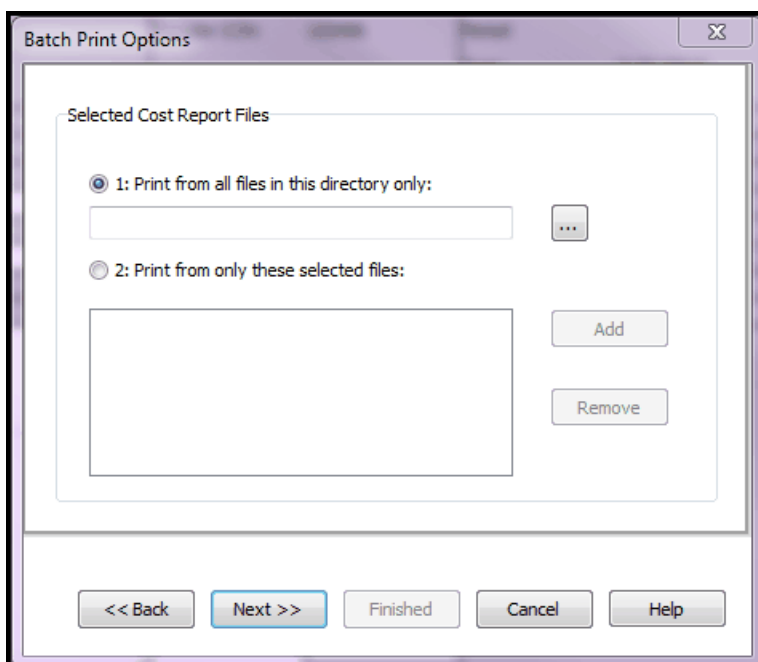 Batch Print Options
Selected Cost Report Files
1: Print from all files in this directory only:
...
2: Print from only these selected files:
Add
Remove
<< Back Next >> Finished Cancel Help